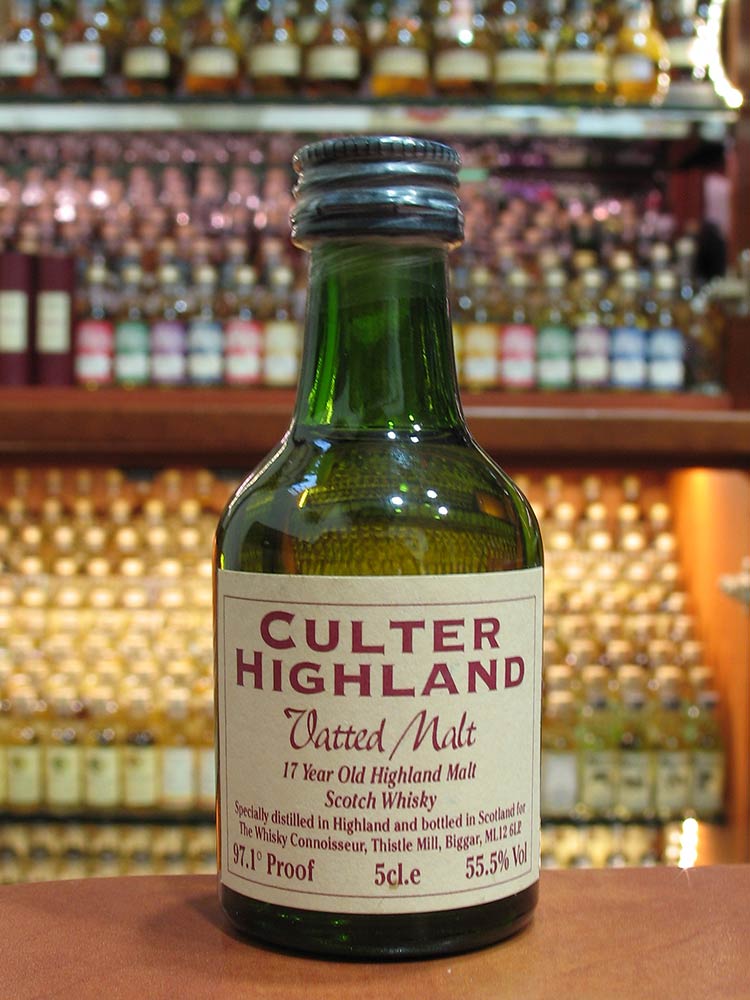 CULTER
HIGHLAND
Vatted Malt
17 Year Old Highland Malt
Scotch Whisky
Specially distilled in Highland and bottled in Scotland for
The Whisky Connoisseur, Thistle Mill, Biggar, ML12 6LP
97.1° Proof 5cl.e 55.5% Vol